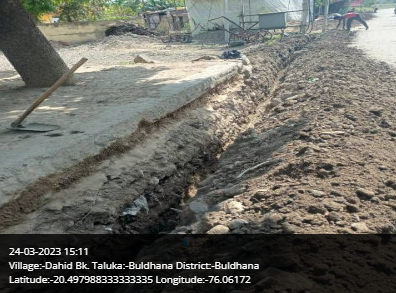 24-03-2023 15:11
Village:-Dahid Bk. Taluka:-Buldhana District:-Buldhana
Latitude:-20.497988333333335 Longitude:-76.06172